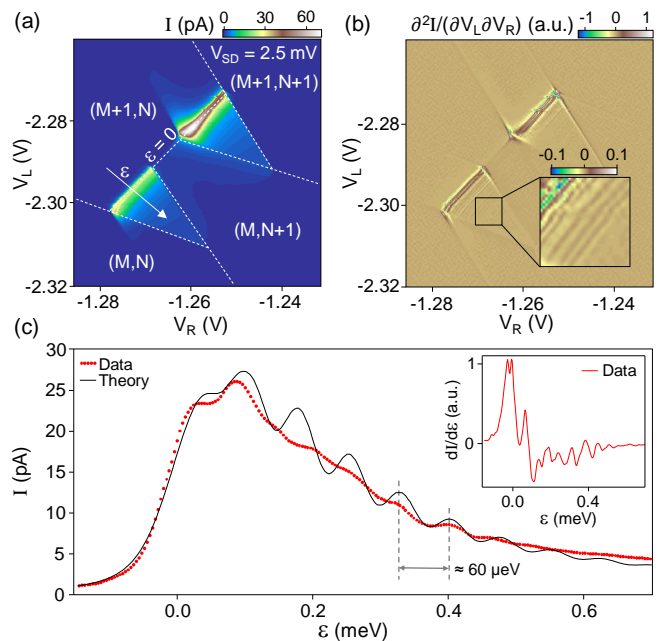 (a) I (pA) 0 30 60
V_SD = 2.5 mV
(M+1,N+1)
(M+1,N)
ε = 0
ε
(M,N+1)
(M,N)
V_L (V)
-2.28
-2.30
-2.32
-1.28 -1.26 -1.24
V_R (V)
(b) ∂²I/(∂V_L∂V_R) (a.u.) -1 0 1
-0.1 0 0.1
V_L (V)
-2.28
-2.30
-2.32
-1.28 -1.26 -1.24
V_R (V)
(c)
30
25
20
15
10
5
0
I (pA)
Data
Theory
≈ 60 µeV
0.0 0.2 0.4 0.6
ε (meV)
Data
1
0
dI/dε (a.u.)
0.0 0.4
ε (meV)